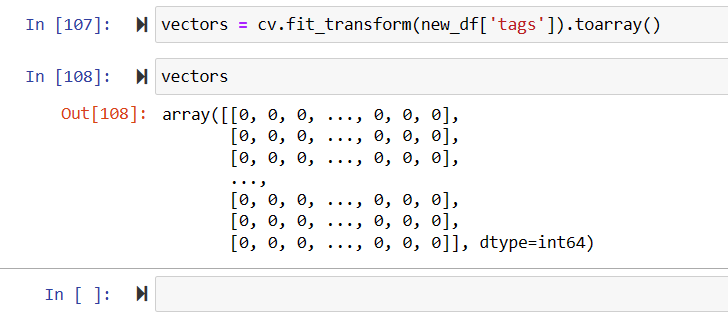 In [107]: vectors = cv.fit_transform(new_df['tags']).toarray()
In [108]: vectors
Out[108]: array([[0, 0, 0, ..., 0, 0, 0],
[0, 0, 0, ..., 0, 0, 0],
[0, 0, 0, ..., 0, 0, 0],
...,
[0, 0, 0, ..., 0, 0, 0],
[0, 0, 0, ..., 0, 0, 0],
[0, 0, 0, ..., 0, 0, 0]], dtype=int64)
In [ ]: